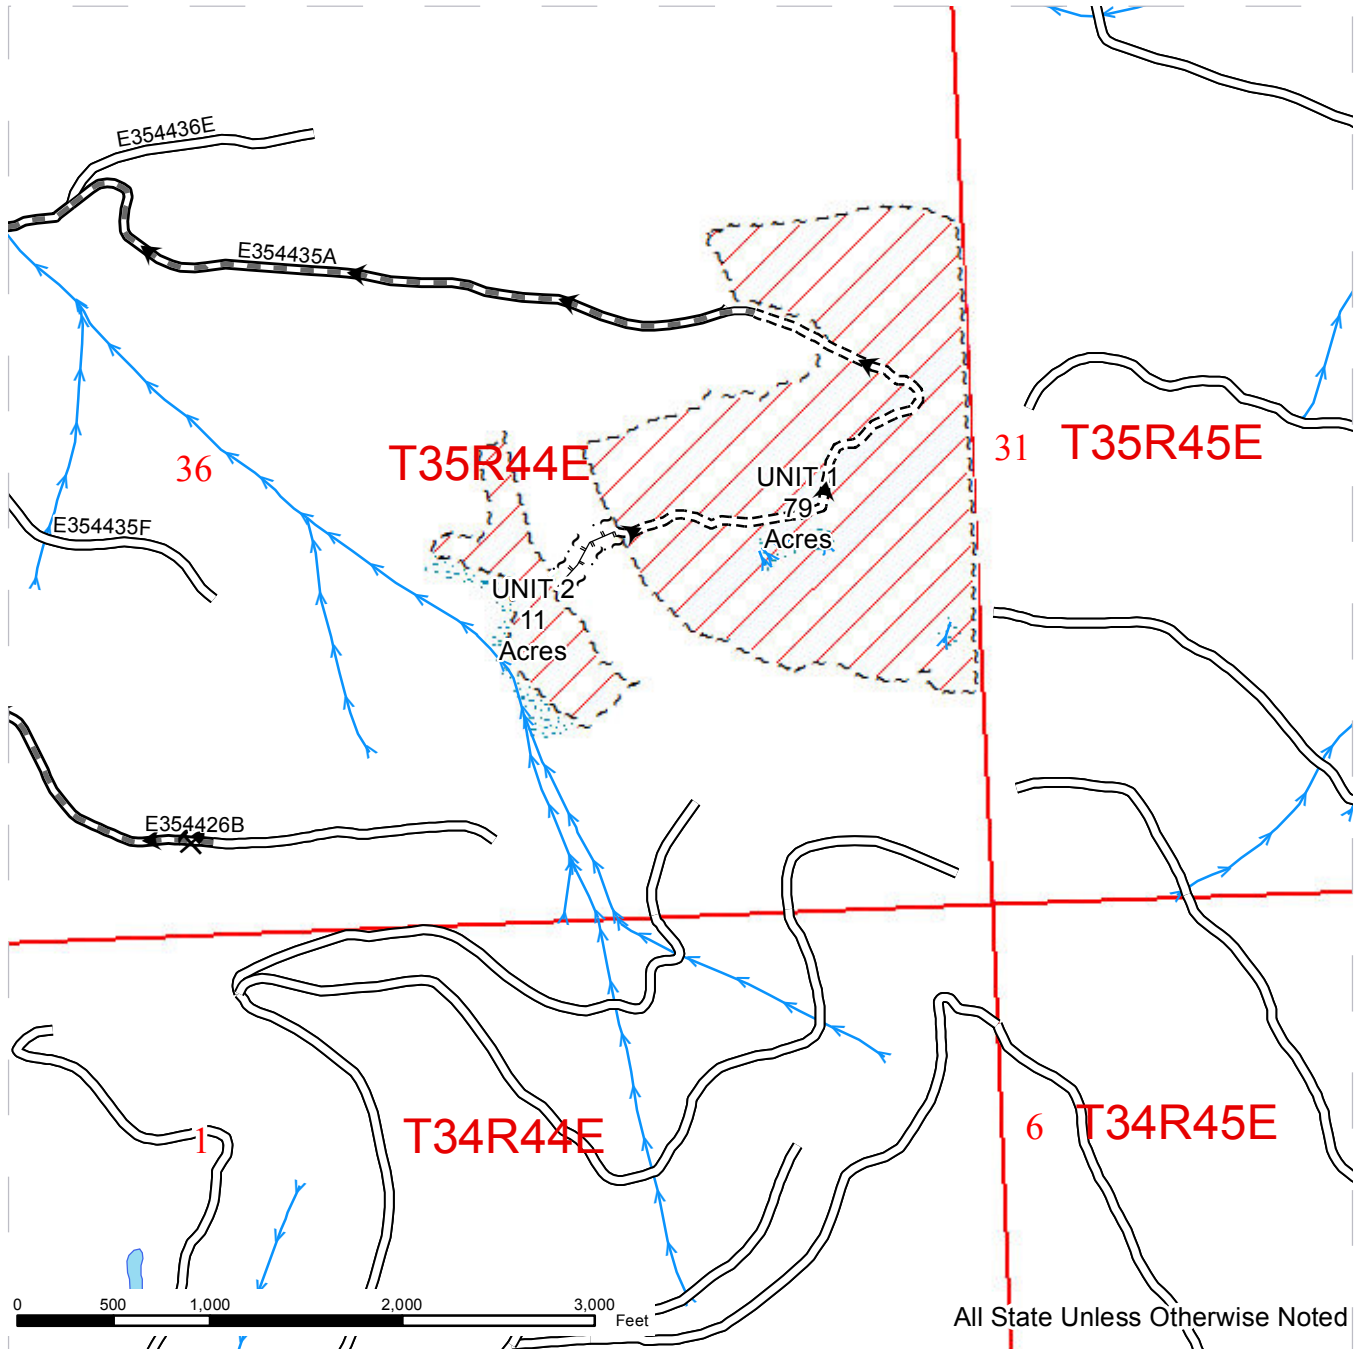 E354436E
E354435A
36
T35R44E
31
T35R45E
UNIT 1
79
Acres
E354435F
UNIT 2
11
Acres
E354426B
1
T34R44E
6
T34R45E
0 500 1,000 2,000 3,000
Feet
All State Unless Otherwise Noted